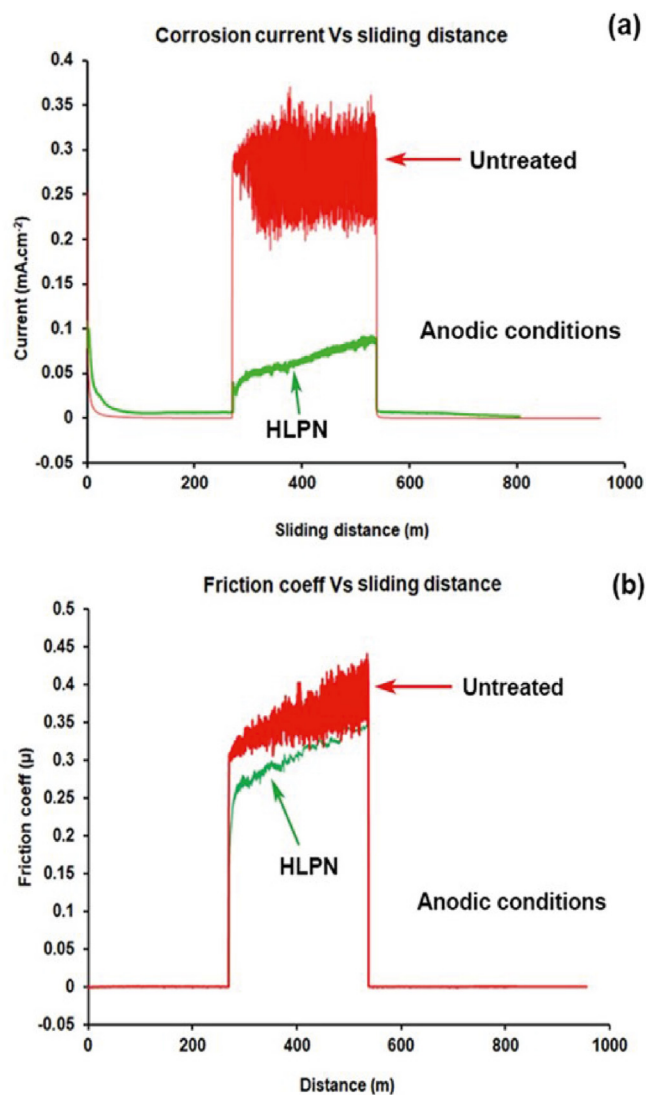 (a)
Corrosion current Vs sliding distance
0.4
0.35
0.3
0.25
0.2
0.15
0.1
0.05
0
-0.05
Current (mA.cm-2)
Untreated
Anodic conditions
HLPN
0 200 400 600 800 1000
Sliding distance (m)
(b)
Friction coeff Vs sliding distance
0.5
0.45
0.4
0.35
0.3
0.25
0.2
0.15
0.1
0.05
0
-0.05
Friction coeff (µ)
Untreated
HLPN
Anodic conditions
0 200 400 600 800 1000
Distance (m)